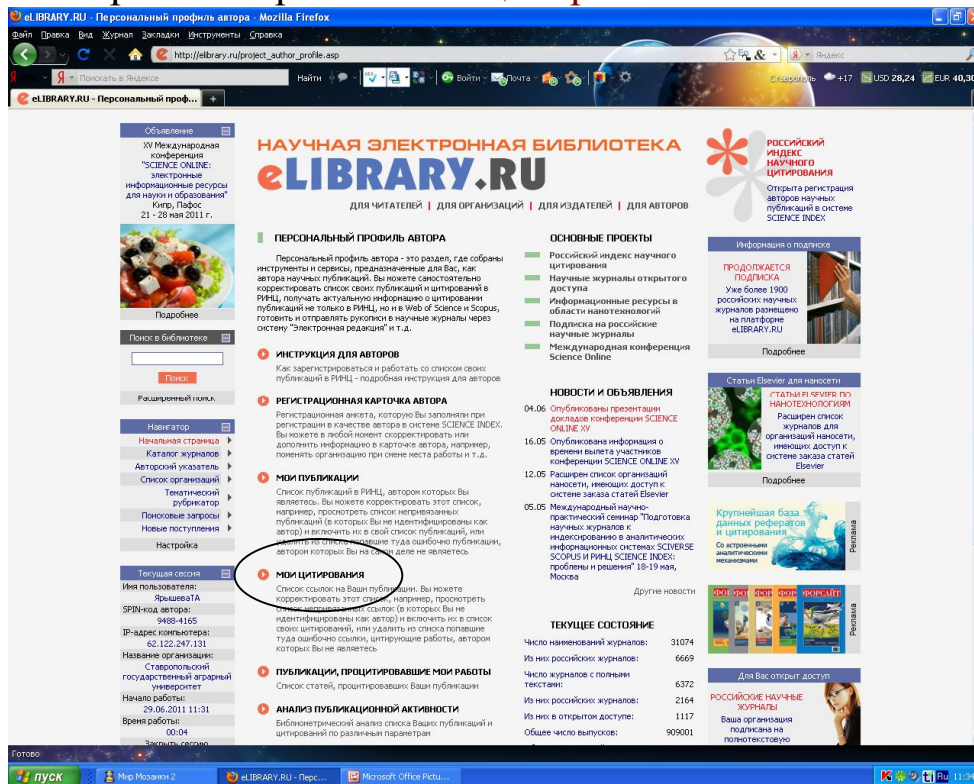 eLIBRARY.RU - Персональный профиль автора - Mozilla Firefox
Файл Правка Вид Журнал Закладки Инструменты Справка
http://elibrary.ru/project_author_profile.asp
Яндекс
Поискать в Яндексе
Найти
Войти
Почта
Ставрополь +17 USD 28,24 EUR 40,30
eLIBRARY.RU - Персональный проф...
Объявление
XV Международная
конференция
"SCIENCE ONLINE:
электронные
информационные ресурсы
для науки и образования"
Кипр, Пафос
21 - 28 мая 2011 г.
Подробнее
Поиск в библиотеке
Поиск
Расширенный поиск
Навигатор
Начальная страница
Каталог журналов
Авторский указатель
Список организаций
Тематический
рубрикатор
Поисковые запросы
Новые поступления
Настройка
Текущая сессия
Имя пользователя:
ЯрышеваТА
SPIN-код автора:
9488-4165
IP-адрес компьютера:
62.122.247.131
Название организации:
Ставропольский
государственный аграрный
университет
Начало работы:
29.06.2011 11:31
Время работы:
00:04
Закрыть сессию
НАУЧНАЯ ЭЛЕКТРОННАЯ БИБЛИОТЕКА
eLIBRARY.RU
ДЛЯ ЧИТАТЕЛЕЙ | ДЛЯ ОРГАНИЗАЦИЙ | ДЛЯ ИЗДАТЕЛЕЙ | ДЛЯ АВТОРОВ
ПЕРСОНАЛЬНЫЙ ПРОФИЛЬ АВТОРА
Персональный профиль автора - это раздел, где собраны
инструменты и сервисы, предназначенные для Вас, как
автора научных публикаций. Вы можете самостоятельно
корректировать список своих публикаций и цитирований в
РИНЦ, получать актуальную информацию о цитировании
публикаций не только в РИНЦ, но и в Web of Science и Scopus,
готовить и отправлять рукописи в научные журналы через
систему "Электронная редакция" и т.д.
ИНСТРУКЦИЯ ДЛЯ АВТОРОВ
Как зарегистрироваться и работать со списком своих
публикаций в РИНЦ - подробная инструкция для авторов
РЕГИСТРАЦИОННАЯ КАРТОЧКА АВТОРА
Регистрационная анкета, которую Вы заполняли при
регистрации в качестве автора в системе SCIENCE INDEX.
Вы можете в любой момент скорректировать или
дополнить информацию в карточке автора, например,
поменять организацию при смене места работы и т.д.
МОИ ПУБЛИКАЦИИ
Список публикаций в РИНЦ, автором которых Вы
являетесь. Вы можете корректировать этот список,
например, просмотреть список непривязанных
публикаций (в которых Вы не идентифицированы как
автор) и включить их в свой список публикаций, или
удалить из списка попавшие туда ошибочно публикации,
автором которых Вы на самом деле не являетесь
МОИ ЦИТИРОВАНИЯ
Список ссылок на Ваши публикации. Вы можете
корректировать этот список, например, просмотреть
список непривязанных ссылок (в которых Вы не
идентифицированы как автор) и включить их в список
своих цитирований, или удалить из списка попавшие
туда ошибочно ссылки, цитирующие работы, автором
которых Вы не являетесь
ПУБЛИКАЦИИ, ПРОЦИТИРОВАВШИЕ МОИ РАБОТЫ
Список статей, процитировавших Ваши публикации
АНАЛИЗ ПУБЛИКАЦИОННОЙ АКТИВНОСТИ
Библиометрический анализ списка Ваших публикаций и
цитирований по различным параметрам
ОСНОВНЫЕ ПРОЕКТЫ
Российский индекс научного
цитирования
Научные журналы открытого
доступа
Информационные ресурсы в
области нанотехнологий
Подписка на российские
научные журналы
Международная конференция
Science Online
НОВОСТИ И ОБЪЯВЛЕНИЯ
04.06 Опубликованы презентации
докладов конференции SCIENCE
ONLINE XV
16.05 Опубликована информация о
времени вылета участников
конференции SCIENCE ONLINE XV
12.05 Расширен список организаций
наносети, имеющих доступ к
системе заказа статей Elsevier
05.05 Международный научно-
практический семинар "Подготовка
научных журналов к
индексированию в аналитических
информационных системах SCIVERSE
SCOPUS И РИНЦ SCIENCE INDEX:
проблемы и решения" 18-19 мая,
Москва
Другие новости
ТЕКУЩЕЕ СОСТОЯНИЕ
Число наименований журналов: 31074
Из них российских журналов: 6669
Число журналов с полными
текстами: 6372
Из них российских журналов: 2164
Из них в открытом доступе: 1117
Общее число выпусков: 909001
РОССИЙСКИЙ
ИНДЕКС
НАУЧНОГО
ЦИТИРОВАНИЯ
Открыта регистрация
авторов научных
публикаций в системе
SCIENCE INDEX
Информация о подписке
ПРОДОЛЖАЕТСЯ
ПОДПИСКА
Уже более 1900
российских научных
журналов размещено
на платформе
eLIBRARY.RU
Подробнее
Статьи Elsevier для наносети
СТАТЬИ ELSEVIER ПО
НАНОТЕХНОЛОГИЯМ
Расширен список
журналов для
организаций наносети,
имеющих доступ к
системе заказа статей
Elsevier
Подробнее
Крупнейшая база
данных рефератов
и цитирования
Со встроенными
аналитическими
механизмами
Реклама
ФОРСАЙТ
Реклама
Для Вас открыт доступ
РОССИЙСКИЕ НАУЧНЫЕ
ЖУРНАЛЫ
Ваша организация
подписана на
полнотекстовую
Готово
пуск
Мир Мозаики 2
eLIBRARY.RU - Перс...
Microsoft Office Pictu...
RU
11:34